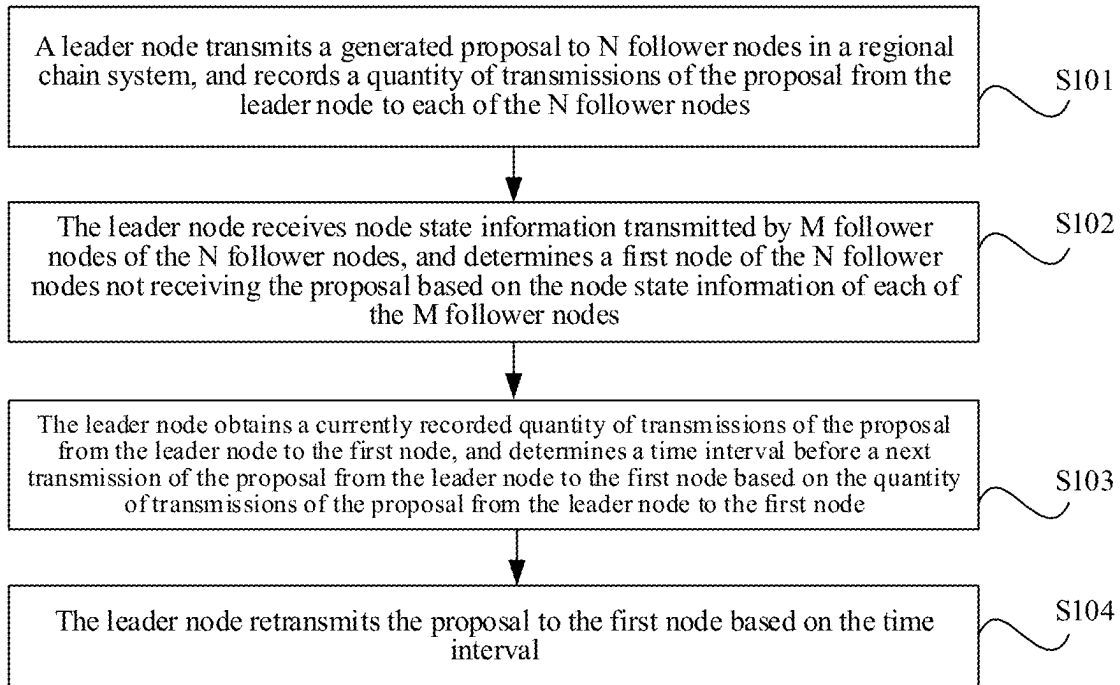 A leader node transmits a generated proposal to N follower nodes in a regional
chain system, and records a quantity of transmissions of the proposal from the
leader node to each of the N follower nodes
S101
The leader node receives node state information transmitted by M follower
nodes of the N follower nodes, and determines a first node of the N follower
nodes not receiving the proposal based on the node state information of each of
the M follower nodes
S102
The leader node obtains a currently recorded quantity of transmissions of the proposal
from the leader node to the first node, and determines a time interval before a next
transmission of the proposal from the leader node to the first node based on the quantity
of transmissions of the proposal from the leader node to the first node
S103
The leader node retransmits the proposal to the first node based on the time
interval
S104